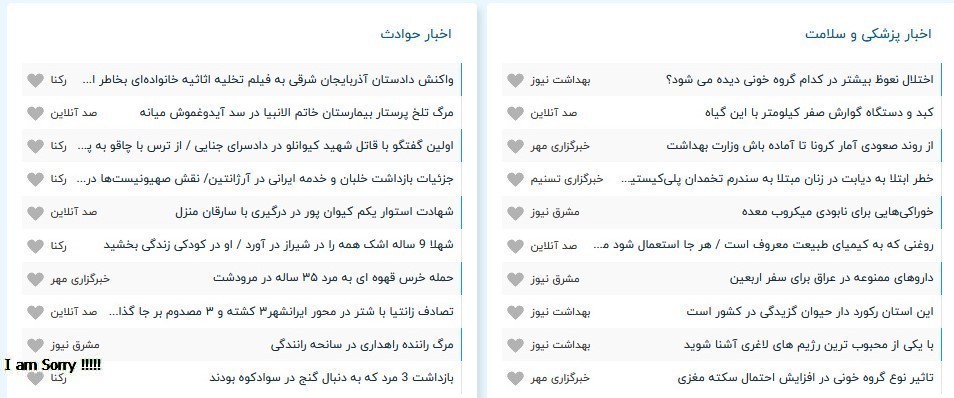 اخبار پزشکی و سلامت
اختلال نعوظ بیشتر در کدام گروه خونی دیده می شود؟ بهداشت نیوز
کبد و دستگاه گوارش صفر کیلومتر با این گیاه صد آنلاین
از روند صعودی آمار کرونا تا آماده باش وزارت بهداشت خبرگزاری مهر
خطر ابتلا به دیابت در زنان مبتلا به سندرم تخمدان پلی‌کیستی... خبرگزاری تسنیم
خوراکی‌هایی برای نابودی میکروب معده مشرق نیوز
روغنی که به کیمیای طبیعت معروف است / هر جا استعمال شود م... صد آنلاین
داروهای ممنوعه در عراق برای سفر اربعین مشرق نیوز
این استان رکورد دار حیوان گزیدگی در کشور است بهداشت نیوز
با یکی از محبوب ترین رژیم های لاغری آشنا شوید بهداشت نیوز
تاثیر نوع گروه خونی در افزایش احتمال سکته مغزی خبرگزاری مهر
اخبار حوادث
واکنش دادستان آذربایجان شرقی به فیلم تخلیه اثاثیه خانواده‌ای بخاطر ا... رکنا
مرگ تلخ پرستار بیمارستان خاتم الانبیا در سد آیدوغموش میانه صد آنلاین
اولین گفتگو با قاتل شهید کیوانلو در دادسرای جنایی / از ترس با چاقو به پ... رکنا
جزئیات بازداشت خلبان و خدمه ایرانی در آرژانتین/ نقش صهیونیست‌ها در... رکنا
شهادت استوار یکم کیوان پور در درگیری با سارقان منزل صد آنلاین
شهلا 9 ساله اشک همه را در شیراز در آورد / او در کودکی زندگی بخشید رکنا
حمله خرس قهوه ای به مرد ۳۵ ساله در مرودشت خبرگزاری مهر
تصادف زانتیا با شتر در محور ایرانشهر۳ کشته و ۳ مصدوم بر جا گذا... صد آنلاین
مرگ راننده راهداری در سانحه رانندگی مشرق نیوز
I am Sorry !!!!!
بازداشت 3 مرد که به دنبال گنج در سوادکوه بودند رکنا